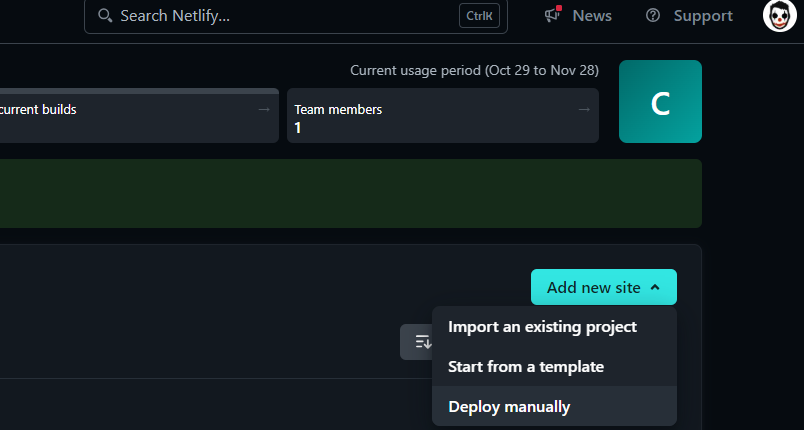 Search Netlify...
CtrlK
News
Support
Current usage period (Oct 29 to Nov 28)
current builds
Team members
1
C
Add new site
Import an existing project
Start from a template
Deploy manually